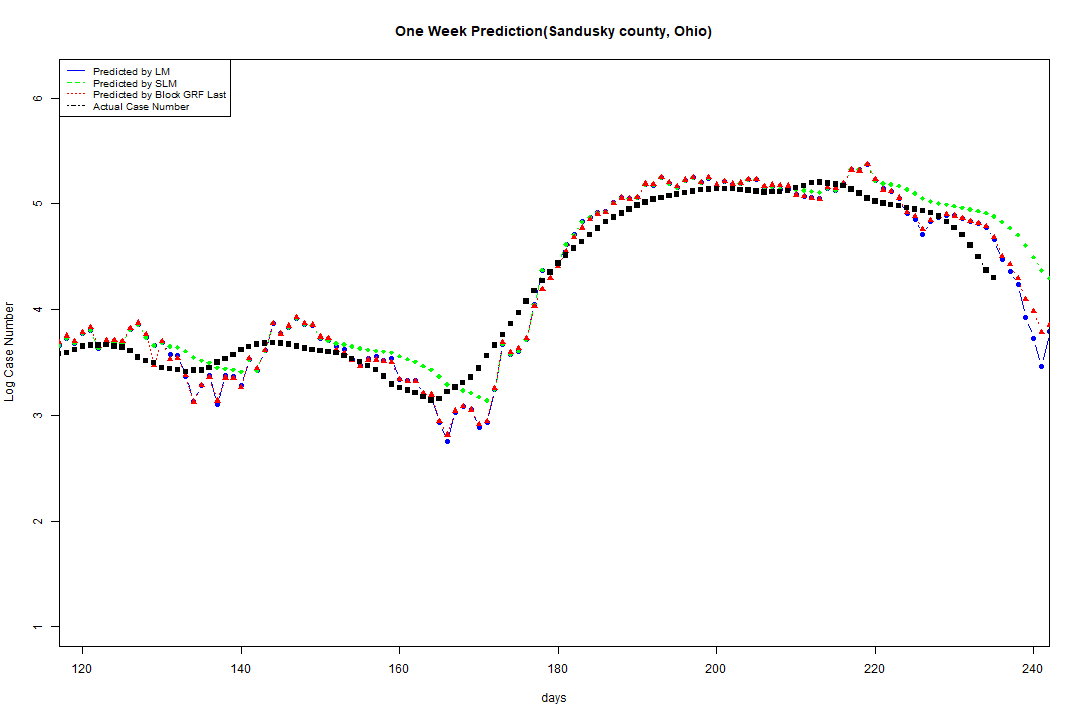 One Week Prediction(Sandusky county, Ohio)
Predicted by LM
Predicted by SLM
Predicted by Block GRF Last
Actual Case Number
6
5
4
3
2
1
Log Case Number
120 140 160 180 200 220 240
days